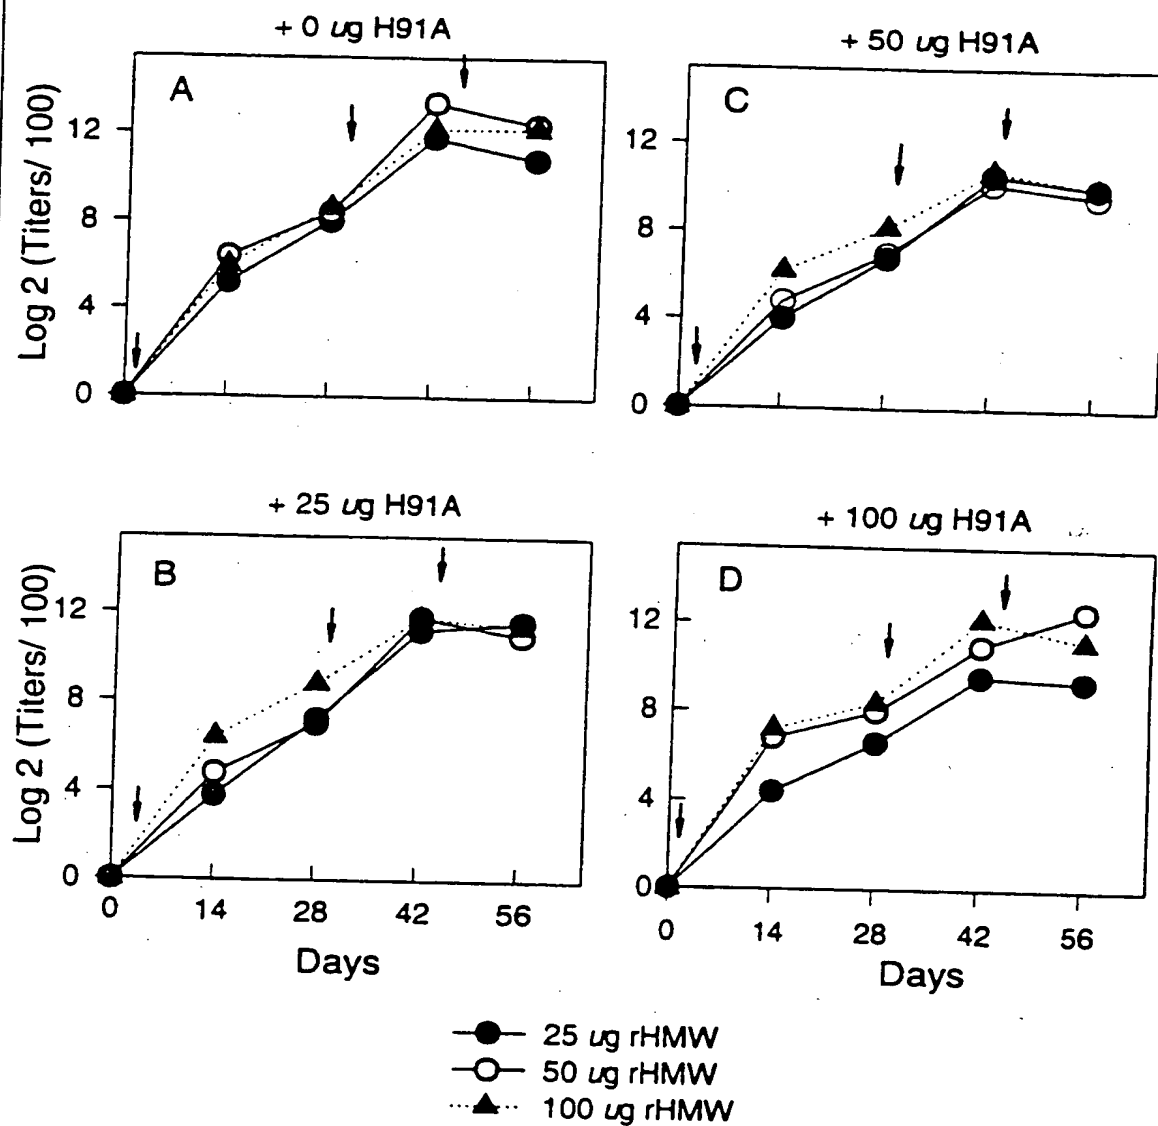 + 0 ug H91A
A
Log 2 (Titers/ 100)
12
8
4
0
+ 50 ug H91A
C
12
8
4
0
+ 25 ug H91A
B
Log 2 (Titers/ 100)
12
8
4
0
0 14 28 42 56
Days
+ 100 ug H91A
D
12
8
4
0
0 14 28 42 56
Days
25 ug rHMW
50 ug rHMW
100 ug rHMW